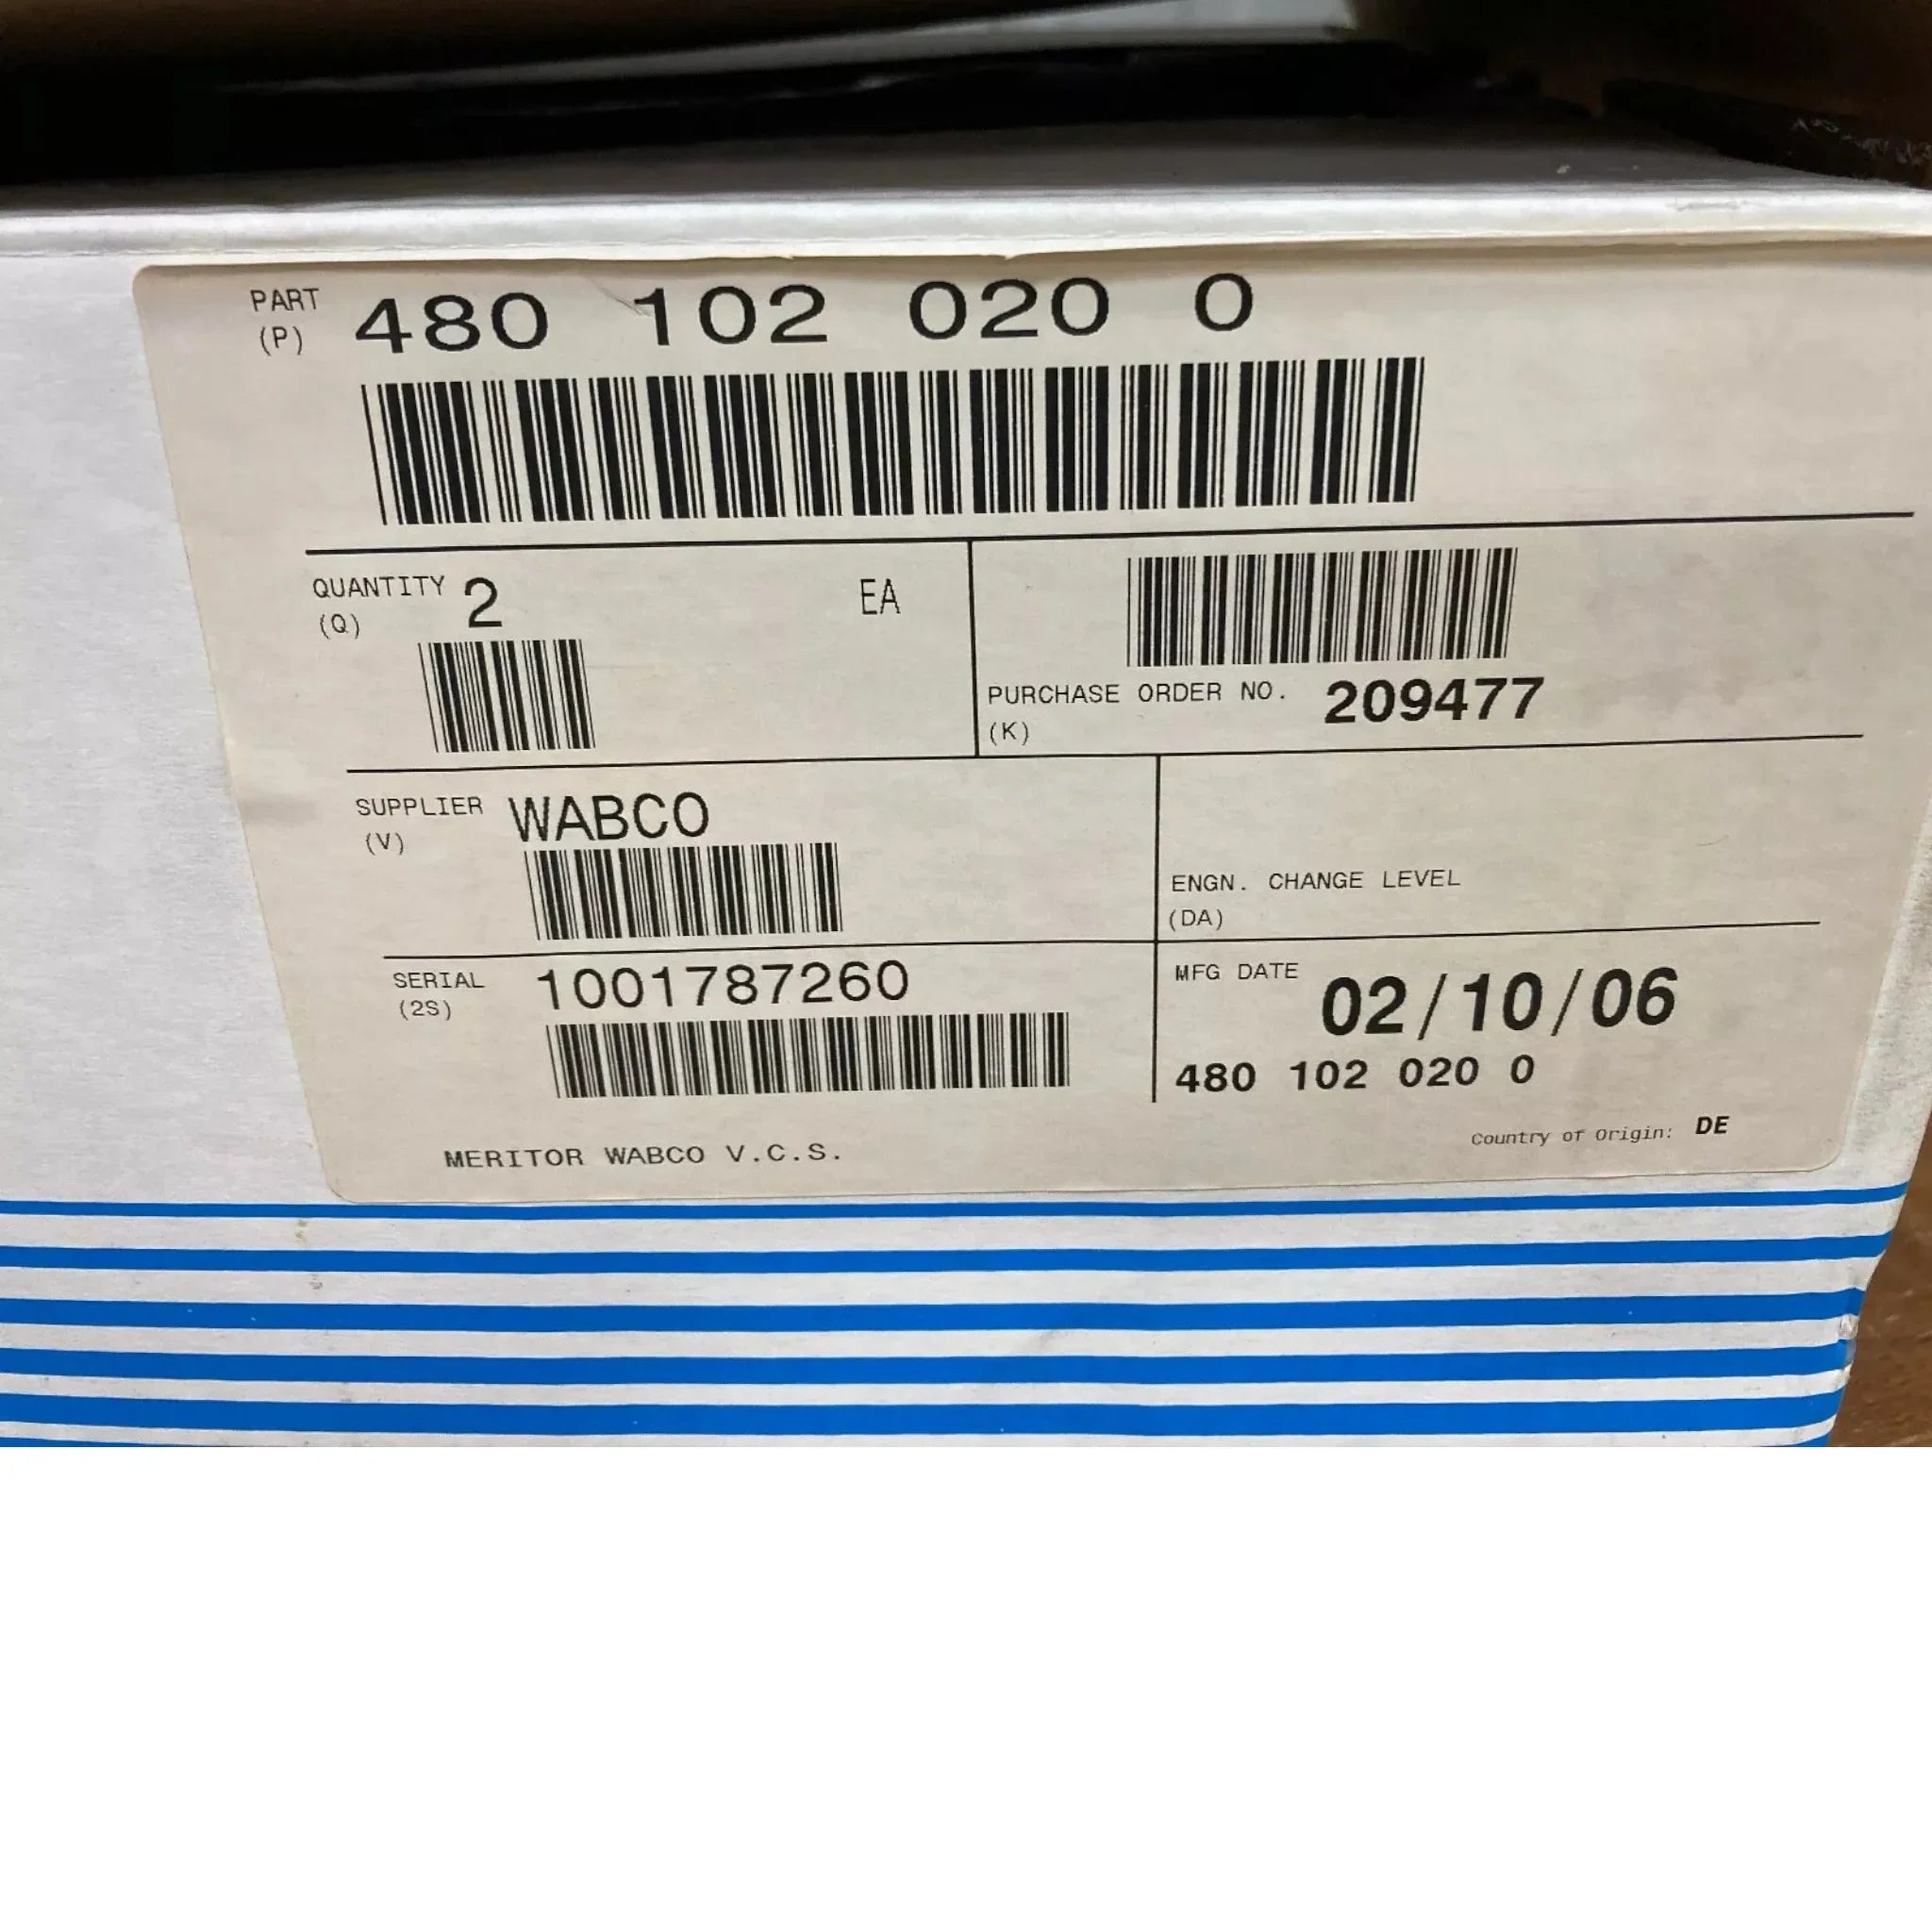 PART
(P)
480 102 020 0
QUANTITY
(Q)
2
EA
PURCHASE ORDER NO.
(K)
209477
SUPPLIER
(V)
WABCO
ENGN. CHANGE LEVEL
(DA)
SERIAL
(2S)
1001787260
MFG DATE
02/10/06
480 102 020 0
MERITOR WABCO V.C.S.
Country of Origin: DE